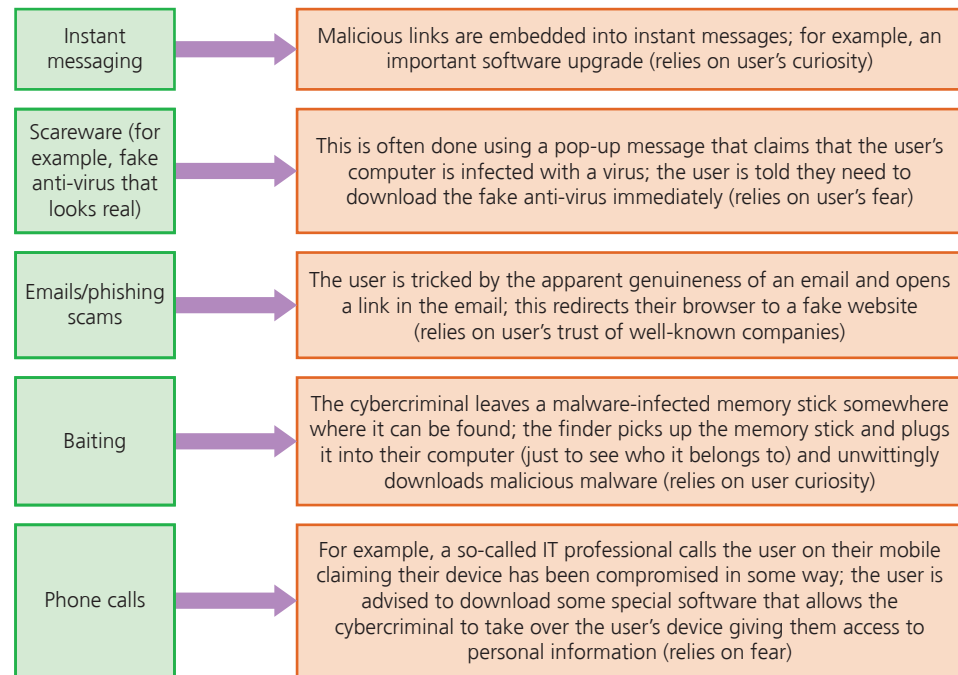 Instant
messaging
Malicious links are embedded into instant messages; for example, an
important software upgrade (relies on user's curiosity)
Scareware (for
example, fake
anti-virus that
looks real)
This is often done using a pop-up message that claims that the user's
computer is infected with a virus; the user is told they need to
download the fake anti-virus immediately (relies on user's fear)
Emails/phishing
scams
The user is tricked by the apparent genuineness of an email and opens
a link in the email; this redirects their browser to a fake website
(relies on user's trust of well-known companies)
Baiting
The cybercriminal leaves a malware-infected memory stick somewhere
where it can be found; the finder picks up the memory stick and plugs
it into their computer (just to see who it belongs to) and unwittingly
downloads malicious malware (relies on user curiosity)
Phone calls
For example, a so-called IT professional calls the user on their mobile
claiming their device has been compromised in some way; the user is
advised to download some special software that allows the
cybercriminal to take over the user's device giving them access to
personal information (relies on fear)